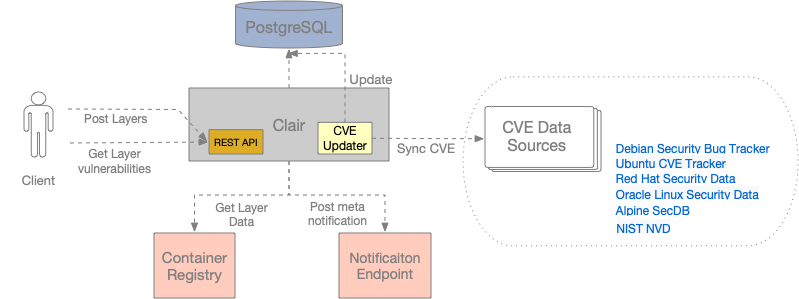 PostgreSQL
Update
Clair
Post Layers
REST API
CVE
Updater
Get Layer
vulnerabilities
Client
Sync CVE
CVE Data
Sources
Debian Security Bug Tracker
Ubuntu CVE Tracker
Red Hat Security Data
Oracle Linux Security Data
Alpine SecDB
NIST NVD
Get Layer
Data
Post meta
notification
Container
Registry
Notificaiton
Endpoint